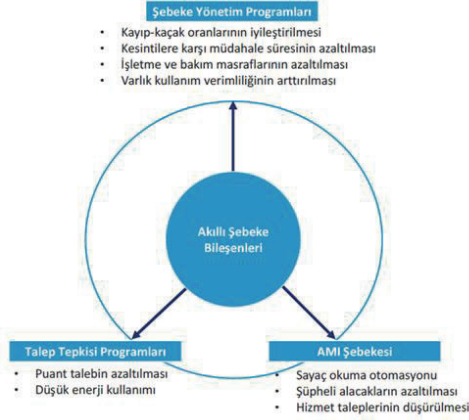 Şebeke Yönetim Programları
• Kayıp-kaçak oranlarının iyileştirilmesi
• Kesintilere karşı müdahale süresinin azaltılması
• İşletme ve bakım masraflarının azaltılması
• Varlık kullanım verimliliğinin arttırılması
Akıllı Şebeke
Bileşenleri
Talep Tepkisi Programları
• Puant talebin azaltılması
• Düşük enerji kullanımı
AMI Şebekesi
• Sayaç okuma otomasyonu
• Şüpheli alacakların azaltılması
• Hizmet taleplerinin düşürülmesi